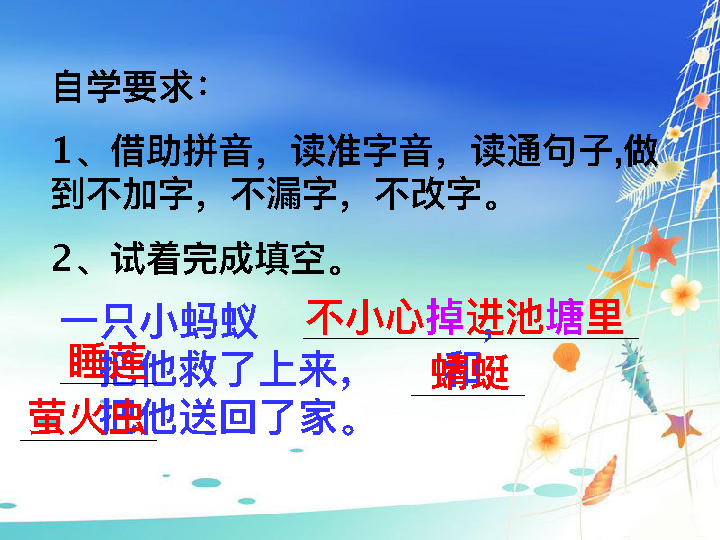 自学要求：
1、借助拼音，读准字音，读通句子,做
到不加字，不漏字，不改字。
2、试着完成填空。
一只小蚂蚁 不小心掉进池塘里，
睡莲 把他救了上来， 蜻蜓 和
萤火虫 把他送回了家。